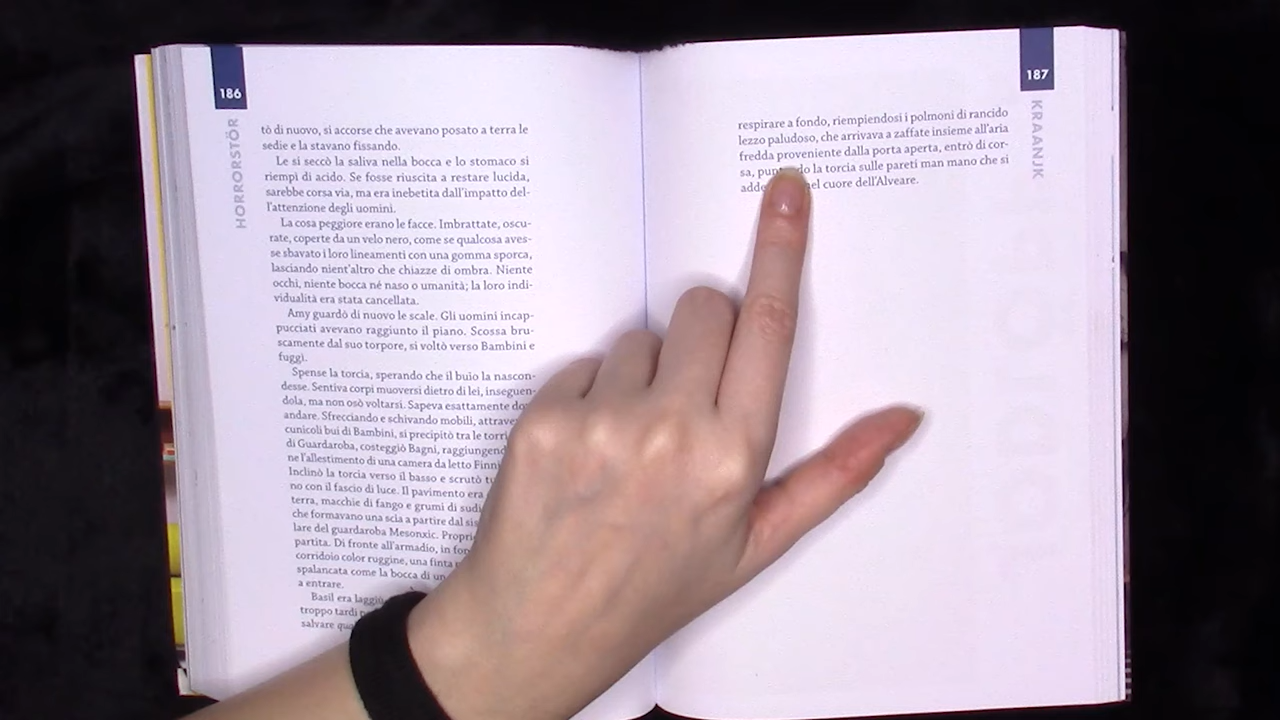 186
HORRORSTÖR
tò di nuovo, si accorse che avevano posato a terra le
sedie e la stavano fissando.
Le si seccò la saliva nella bocca e lo stomaco si
riempì di acido. Se fosse riuscita a restare lucida,
sarebbe corsa via, ma era inebetita dall'impatto del-
l'attenzione degli uomini.
La cosa peggiore erano le facce. Imbrattate, oscu-
rate, coperte da un velo nero, come se qualcosa aves-
se sbavato i loro lineamenti con una gomma sporca,
lasciando nient'altro che chiazze di ombra. Niente
occhi, niente bocca né naso o umanità; la loro indi-
vidualità era stata cancellata.
Amy guardò di nuovo le scale. Gli uomini incap-
pucciati avevano raggiunto il piano. Scossa bru-
scamente dal suo torpore, si voltò verso Bambini e
fuggì.
Spense la torcia, sperando che il buio la nascon-
desse. Sentiva corpi muoversi dietro di lei, inseguen-
dola, ma non osò voltarsi. Sapeva esattamente
andare. Sfrecciando e schivando mobili,
cunicoli bui di Bambini, si precipitò tra le
di Guardaroba, costeggiò Bagni,
ne l'allestimento di una camera da letto
Inclinò la torcia verso il basso e scrutò
no con il fascio di luce. Il pavimento era
terra, macchie di fango e grumi di
che formavano una scia a partire dal
lare del guardaroba Mesonxic.
partita. Di fronte all'armadio, in
corridoio color ruggine, una finta
spalancata come la bocca di
a entrare.
Basil era laggiù
troppo tardi
salvare
187
KRAANJK
respirare a fondo, riempiendosi i polmoni di rancido
lezzo paludoso, che arrivava a zaffate insieme all'aria
fredda proveniente dalla porta aperta, entrò di cor-
sa, la torcia sulle pareti man mano che si
nel cuore dell'Alveare.